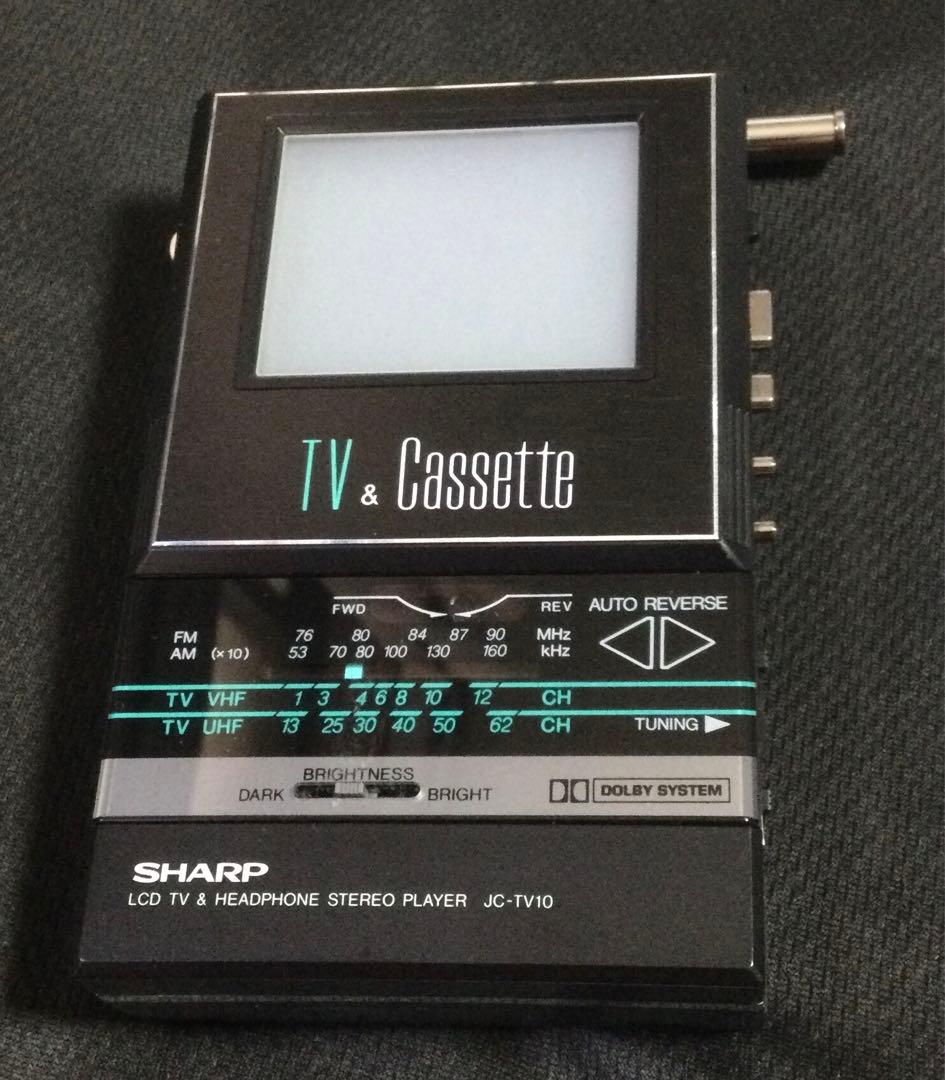 TV & Cassette
FWD REV AUTO REVERSE
FM 76 80 84 87 90 MHz
AM (×10) 53 70 80 100 130 160 kHz
TV VHF 1 3 4 6 8 10 12 CH
TV UHF 13 25 30 40 50 62 CH TUNING
BRIGHTNESS
DARK BRIGHT DOLBY SYSTEM
SHARP
LCD TV & HEADPHONE STEREO PLAYER JC-TV10